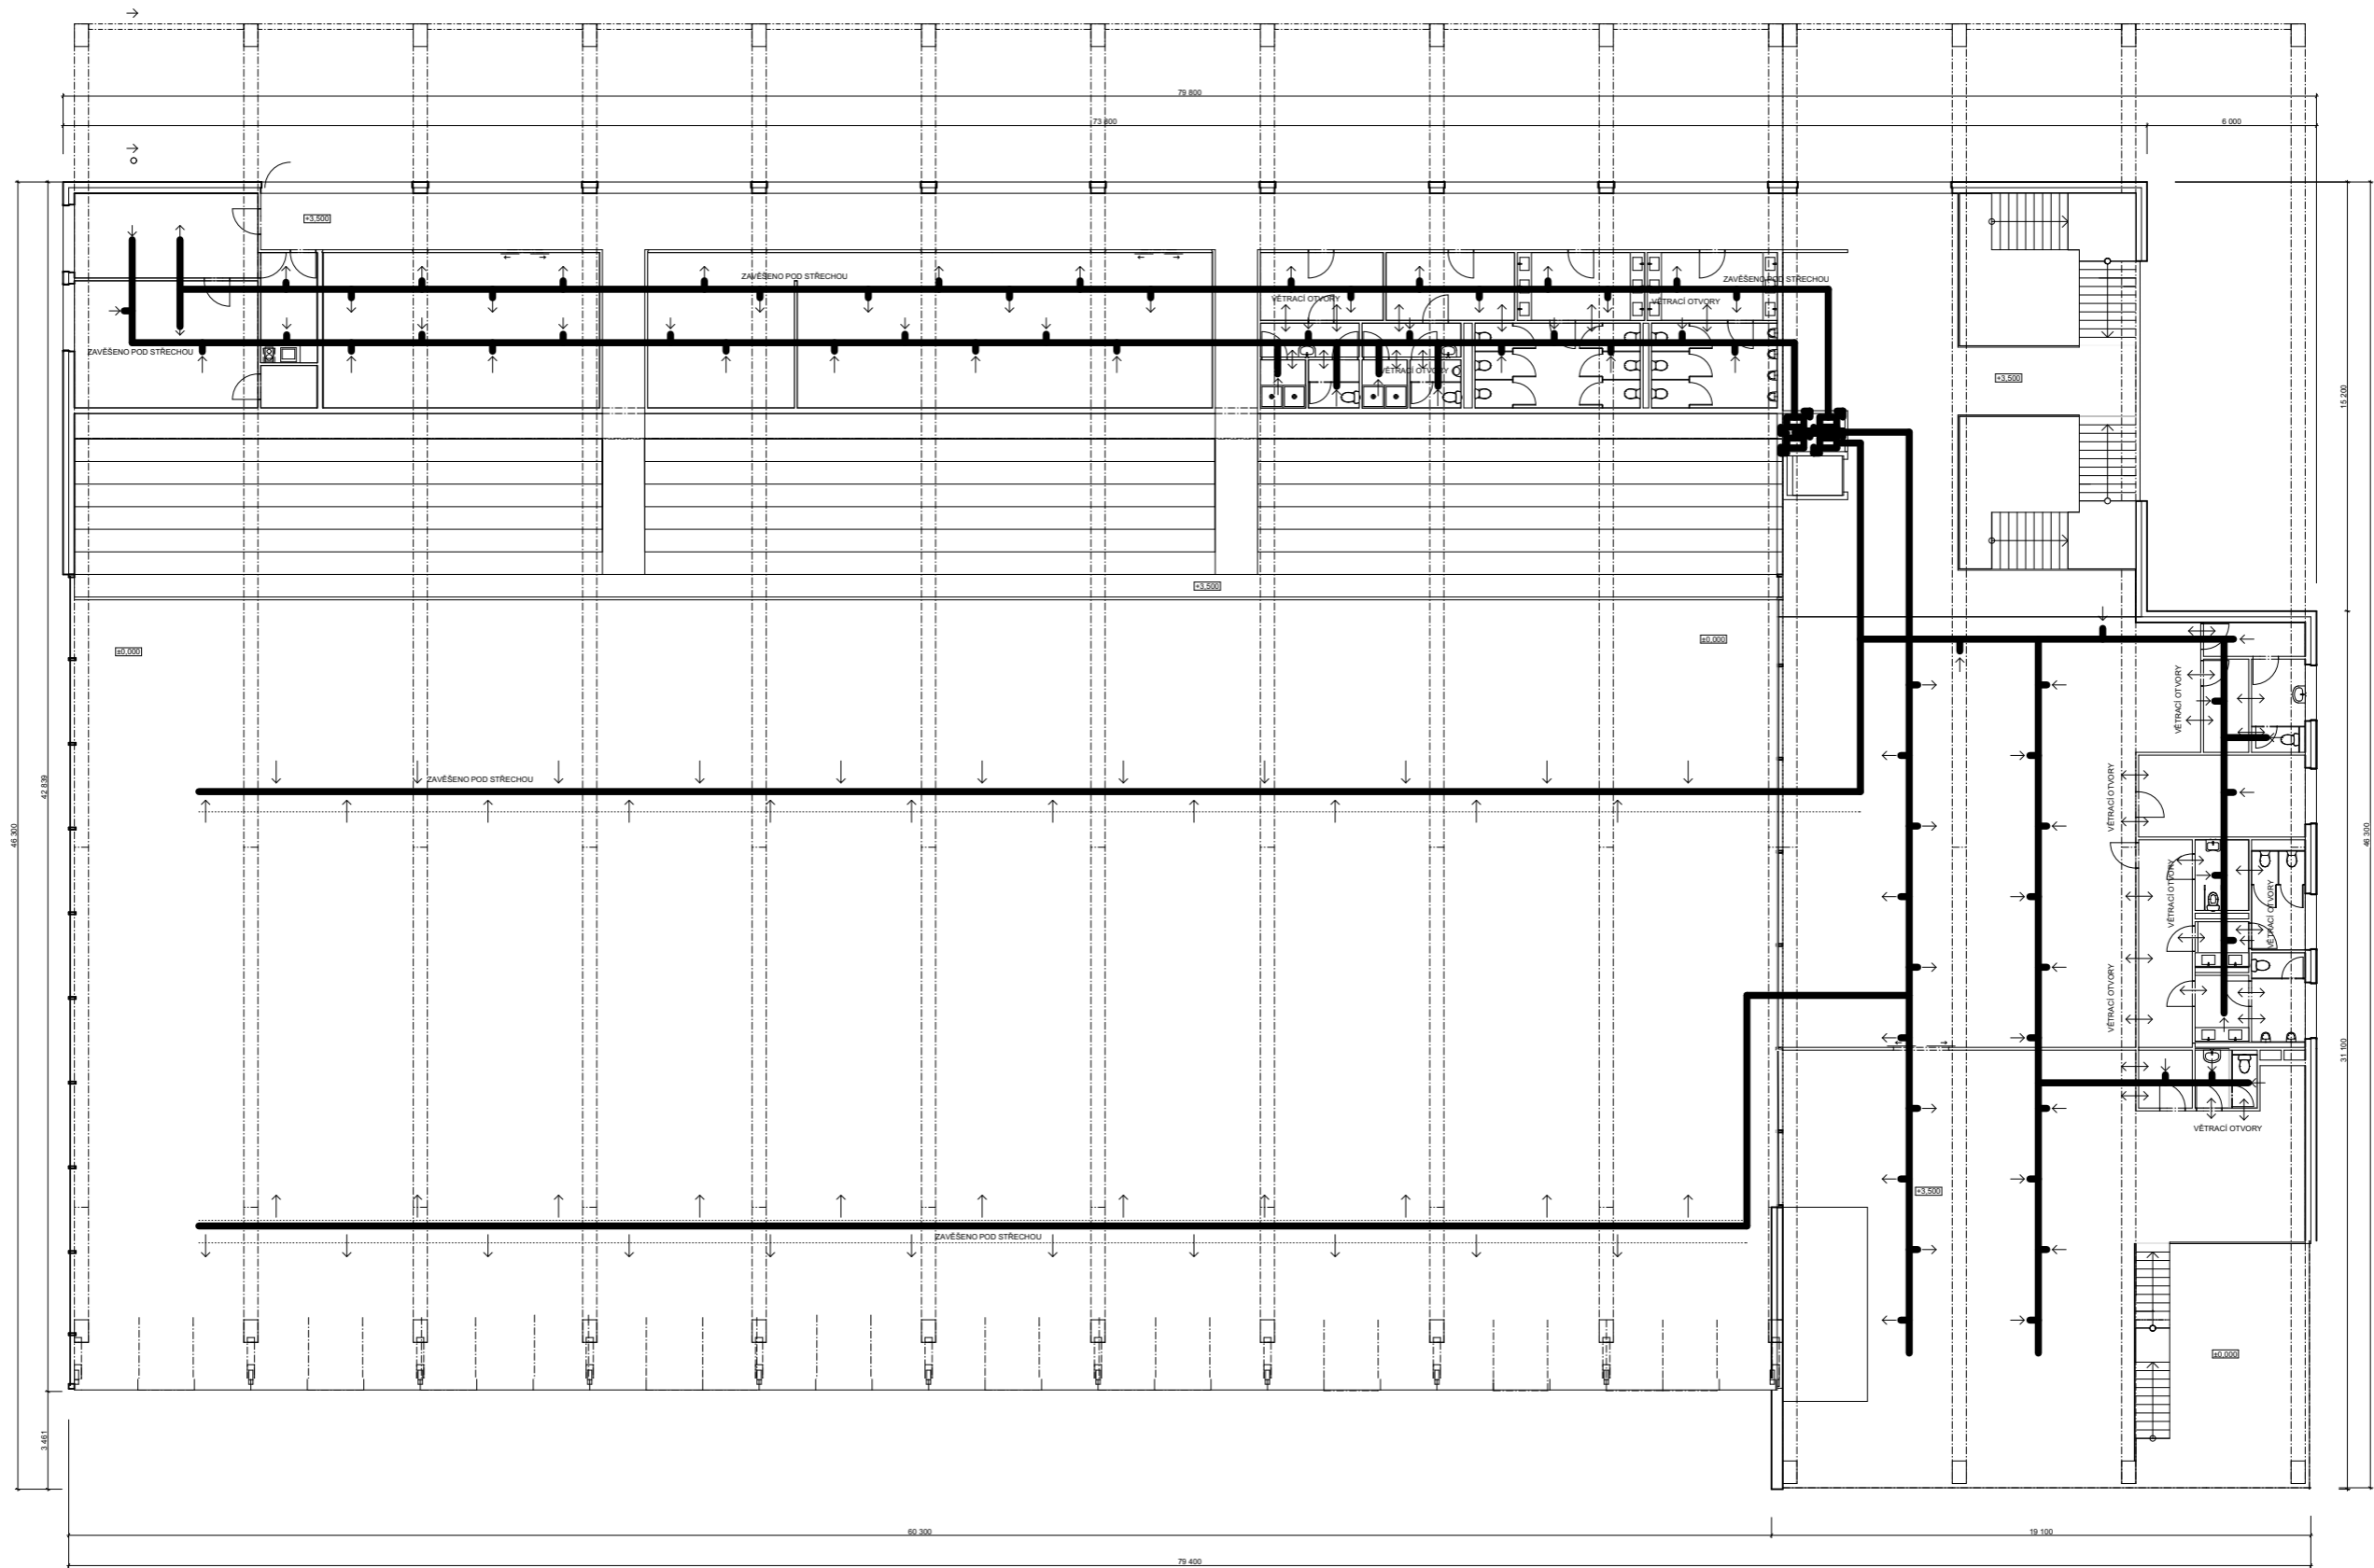 79 800
73 800
6 000
+3,500
ZAVĚŠENO POD STŘECHOU
ZAVĚŠENO POD STŘECHOU
VĚTRACÍ OTVORY
VĚTRACÍ OTVORY
ZAVĚŠENO POD STŘECHOU
VĚTRACÍ OTVORY
+3,500
15 200
+3,500
±0,000
±0,000
VĚTRACÍ OTVORY
ZAVĚŠENO POD STŘECHOU
VĚTRACÍ OTVORY
42 839
46 300
46 300
VĚTRACÍ OTVORY
VĚTRACÍ OTVORY
VĚTRACÍ OTVORY
31 100
VĚTRACÍ OTVORY
+3,500
ZAVĚŠENO POD STŘECHOU
±0,000
3 461
60 300
19 100
79 400